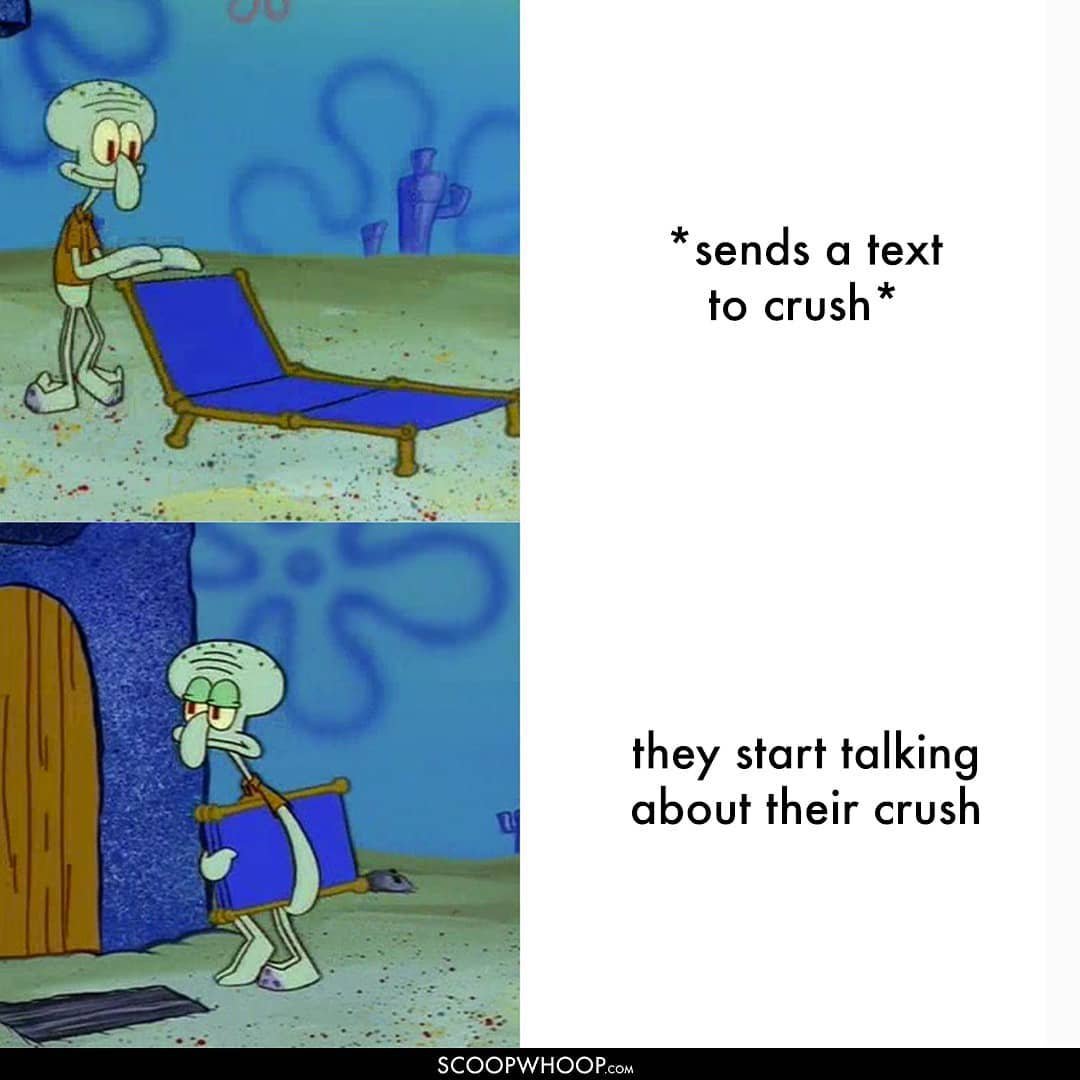 *sends a text
to crush*
they start talking
about their crush
SCOOPWHOOP.COM